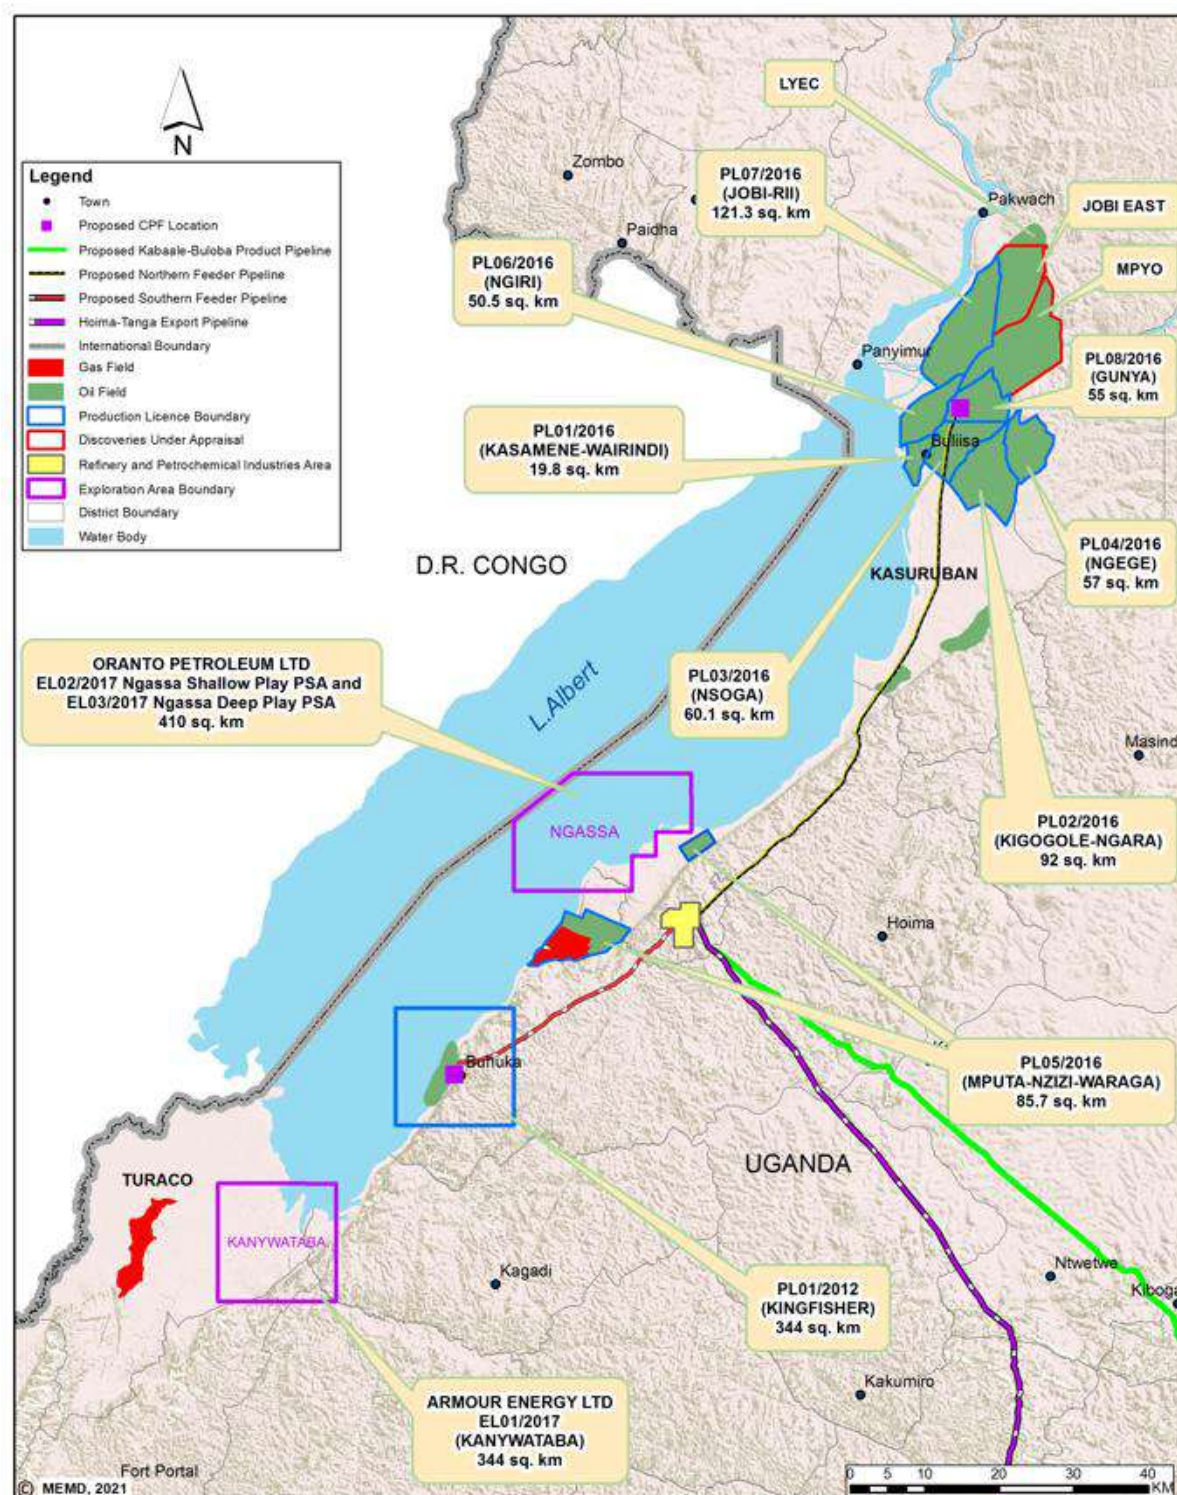 LYEC
Zombo
PL07/2016
(JOBI-RII)
121.3 sq. km
Pakwach
JOBI EAST
N
Legend
Town
Proposed CPF Location
Proposed Kabaale-Buloba Product Pipeline
Proposed Northern Feeder Pipeline
Proposed Southern Feeder Pipeline
Hoima-Tanga Export Pipeline
International Boundary
Gas Field
Oil Field
Production Licence Boundary
Discoveries Under Appraisal
Refinery and Petrochemical Industries Area
Exploration Area Boundary
District Boundary
Water Body
Paidha
PL06/2016
(NGIRI)
50.5 sq. km
MPYO
Panyimur
PL08/2016
(GUNYA)
55 sq. km
PL01/2016
(KASAMENE-WAIRINDI)
19.8 sq. km
Buliisa
PL04/2016
(NGEGE)
57 sq. km
D.R. CONGO
KASURUBAN
ORANTO PETROLEUM LTD
EL02/2017 Ngassa Shallow Play PSA and
EL03/2017 Ngassa Deep Play PSA
410 sq. km
L.Albert
PL03/2016
(NSOGA)
60.1 sq. km
Masind
NGASSA
PL02/2016
(KIGOGOLE-NGARA)
92 sq. km
Hoima
Buhuka
PL05/2016
(MPUTA-NZIZI-WARAGA)
85.7 sq. km
UGANDA
TURACO
KANYWATABA
Kagadi
PL01/2012
(KINGFISHER)
344 sq. km
Ntwetwe
Kiboga
Kakumiro
ARMOUR ENERGY LTD
EL01/2017
(KANYWATABA)
344 sq. km
Fort Portal
© MEMD, 2021
0 5 10 20 30 40
KM